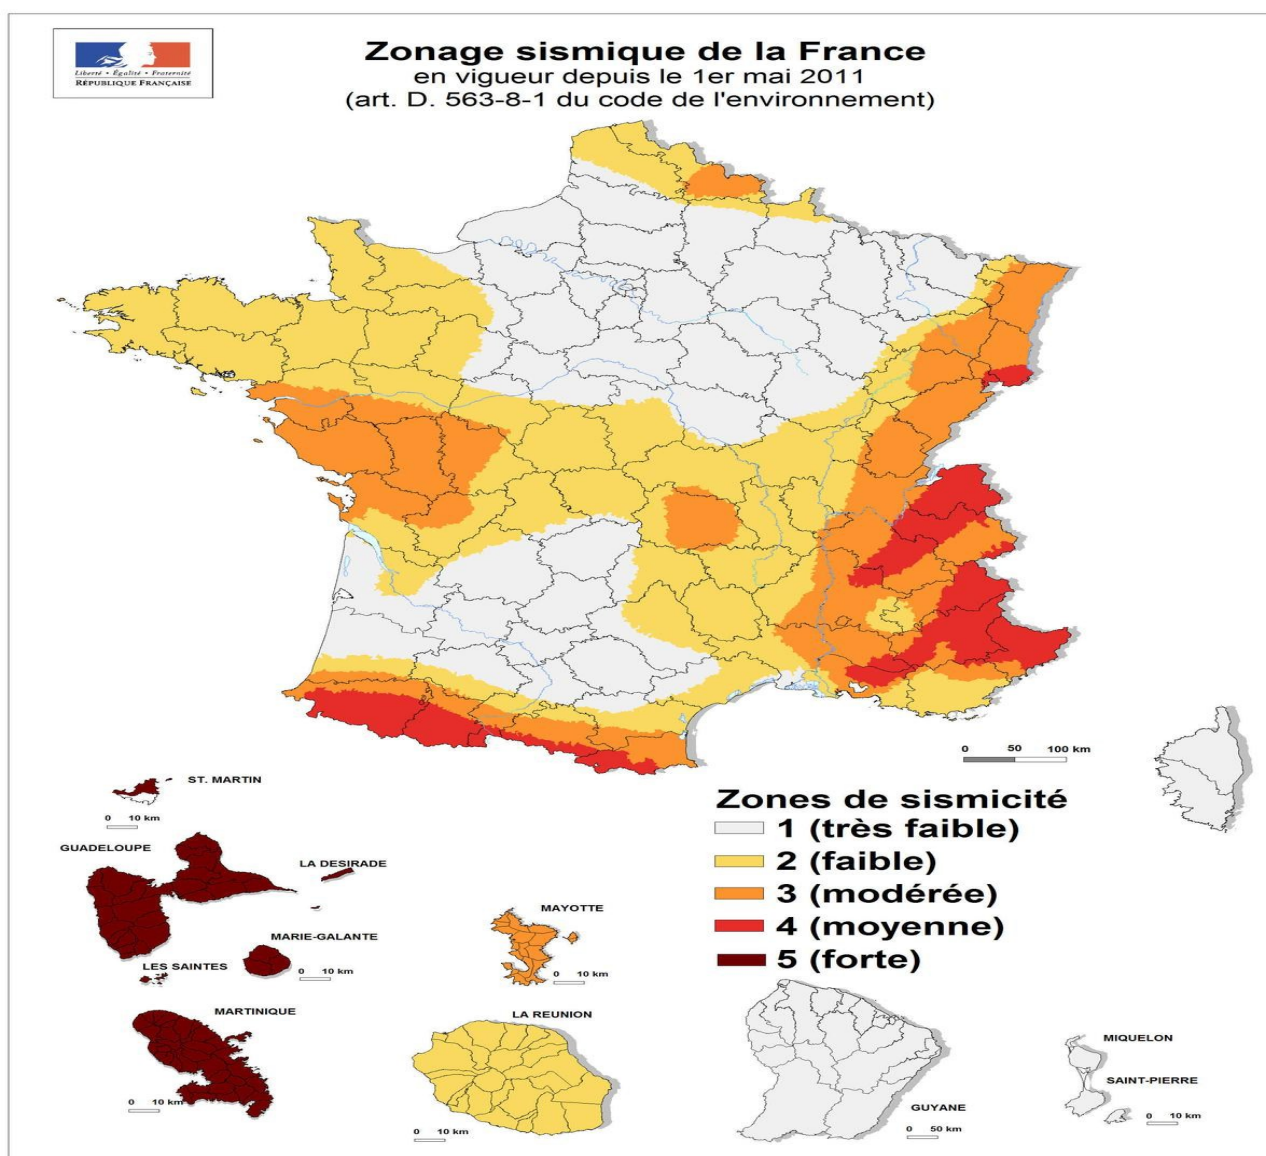 Liberté • Égalité • Fraternité
RÉPUBLIQUE FRANÇAISE
Zonage sismique de la France
en vigueur depuis le 1er mai 2011
(art. D. 563-8-1 du code de l'environnement)
0 50 100 km
ST. MARTIN
0 10 km
GUADELOUPE
LA DESIRADE
MARIE-GALANTE
0 10 km
LES SAINTES
MARTINIQUE
0 10 km
MAYOTTE
0 10 km
LA REUNION
0 10 km
Zones de sismicité
1 (très faible)
2 (faible)
3 (modérée)
4 (moyenne)
5 (forte)
GUYANE
0 50 km
MIQUELON
SAINT-PIERRE
0 10 km